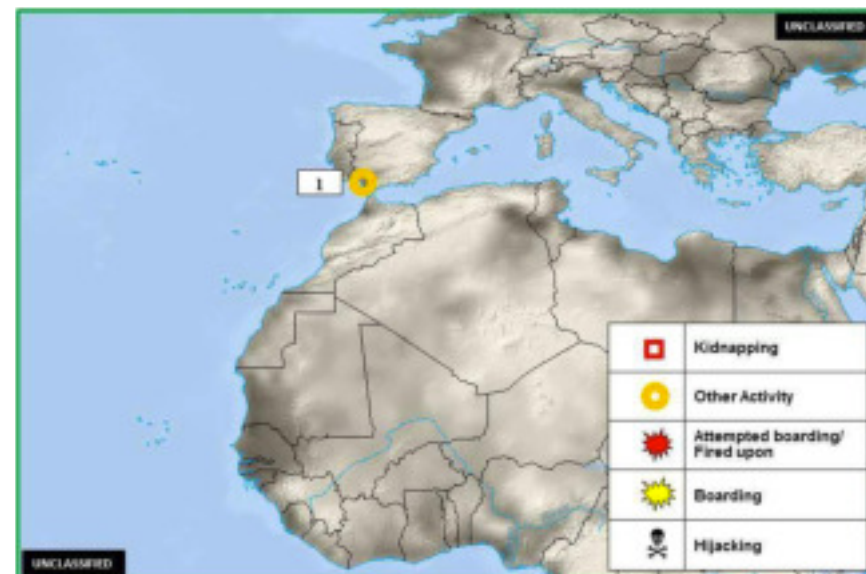 UNCLASSIFIED
1
Kidnapping
Other Activity
Attempted boarding/
Fired upon
Boarding
Hijacking
UNCLASSIFIED